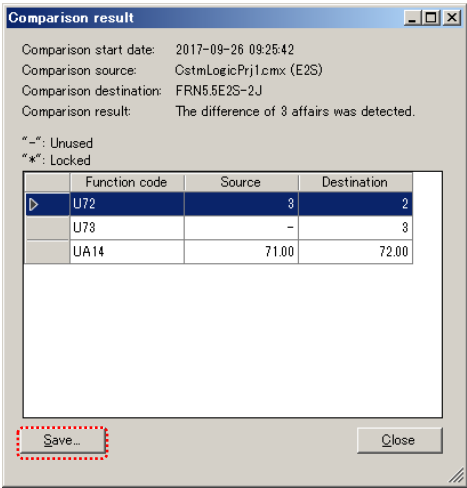 Comparison result
Comparison start date: 2017-09-26 09:25:42
Comparison source: CstmLogicPrj1.cmx (E2S)
Comparison destination: FRN5.5E2S-2J
Comparison result: The difference of 3 affairs was detected.
"-": Unused
"*": Locked
Function code Source Destination
U72 3 2
U73 - 3
UA14 71.00 72.00
Save... Close